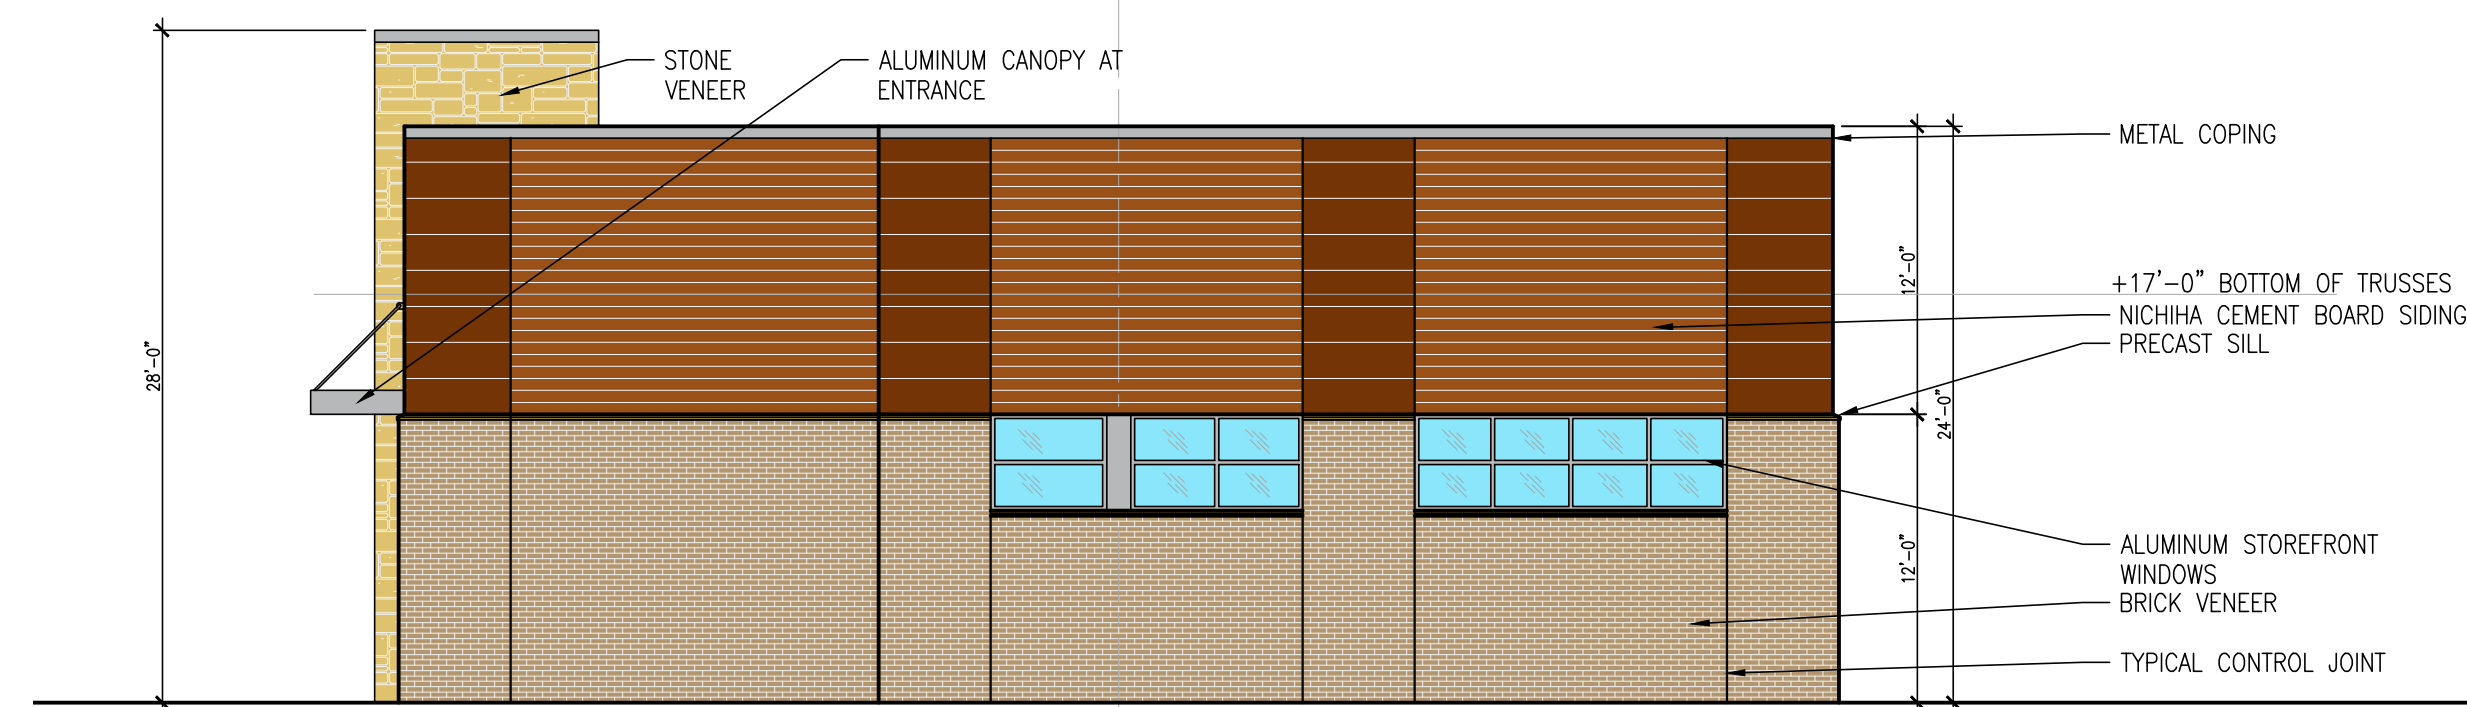 STONE
VENEER
ALUMINUM CANOPY AT
ENTRANCE
METAL COPING
12'-0"
+17'-0" BOTTOM OF TRUSSES
NICHIHA CEMENT BOARD SIDING
PRECAST SILL
28'-0"
24'-0"
12'-0"
ALUMINUM STOREFRONT
WINDOWS
BRICK VENEER
TYPICAL CONTROL JOINT